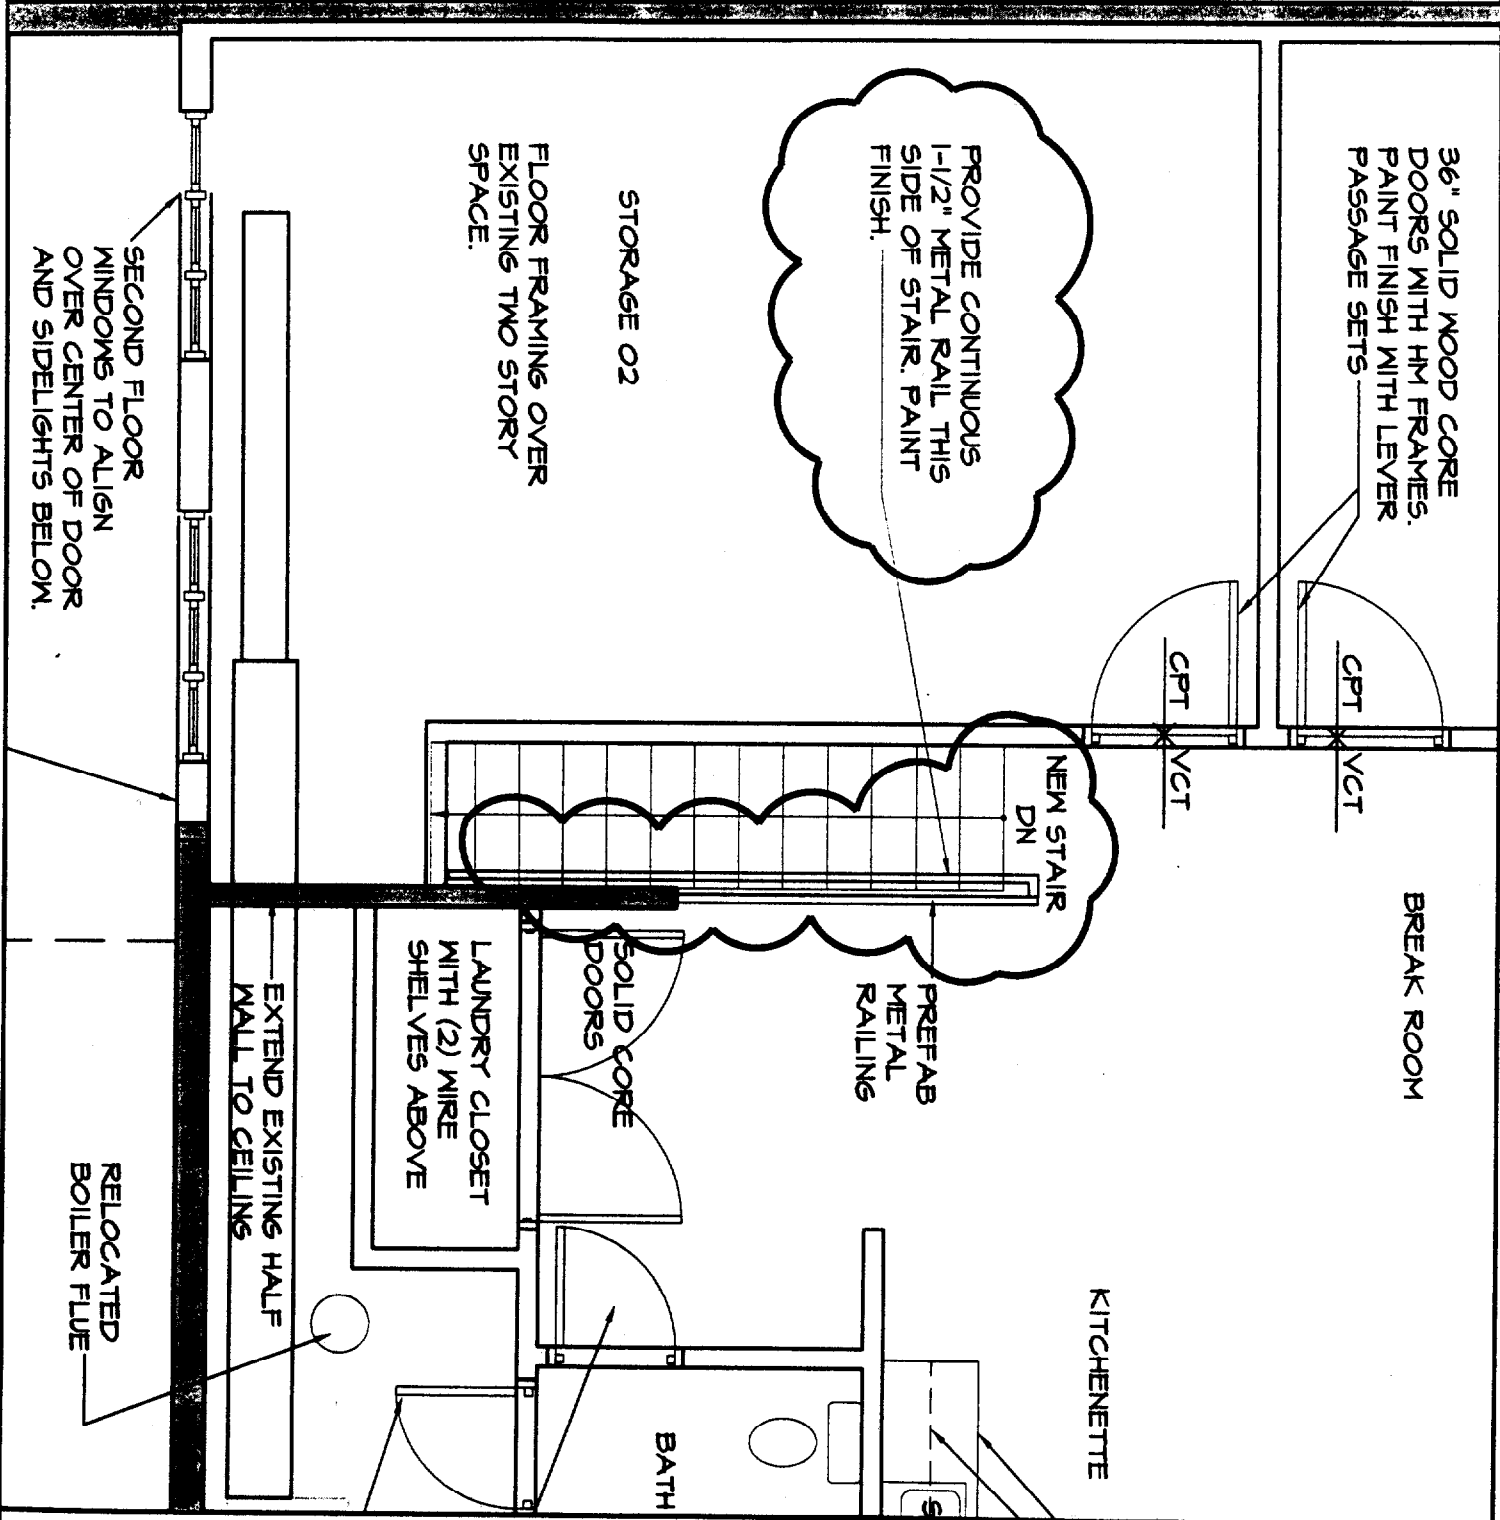 36" SOLID WOOD CORE
DOORS WITH HM FRAMES.
PAINT FINISH WITH LEVER
PASSAGE SETS
CPT
VCT
CPT
VCT
BREAK ROOM
PROVIDE CONTINUOUS
1-1/2" METAL RAIL THIS
SIDE OF STAIR. PAINT
FINISH.
NEW STAIR
DN
KITCHENETTE
STORAGE 02
PREFAB
METAL
RAILING
FLOOR FRAMING OVER
EXISTING TWO STORY
SPACE.
SOLID CORE
DOORS
BATH
S
LAUNDRY CLOSET
WITH (2) WIRE
SHELVES ABOVE
EXTEND EXISTING HALF
WALL TO CEILING
SECOND FLOOR
WINDOWS TO ALIGN
OVER CENTER OF DOOR
AND SIDELIGHTS BELOW.
RELOCATED
BOILER FLUE